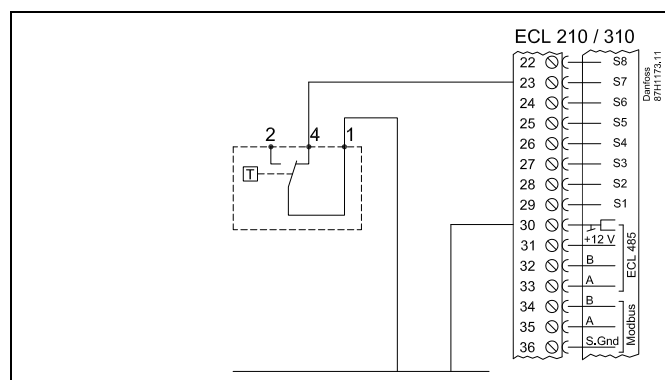 ECL 210 / 310
22 S8
23 S7
24 S6
25 S5
26 S4
27 S3
28 S2
29 S1
30
31 +12 V
32 B
33 A
ECL 485
34 B
35 A
36 S.Gnd
Modbus
Danfoss
87H1173.11
2 4 1
T